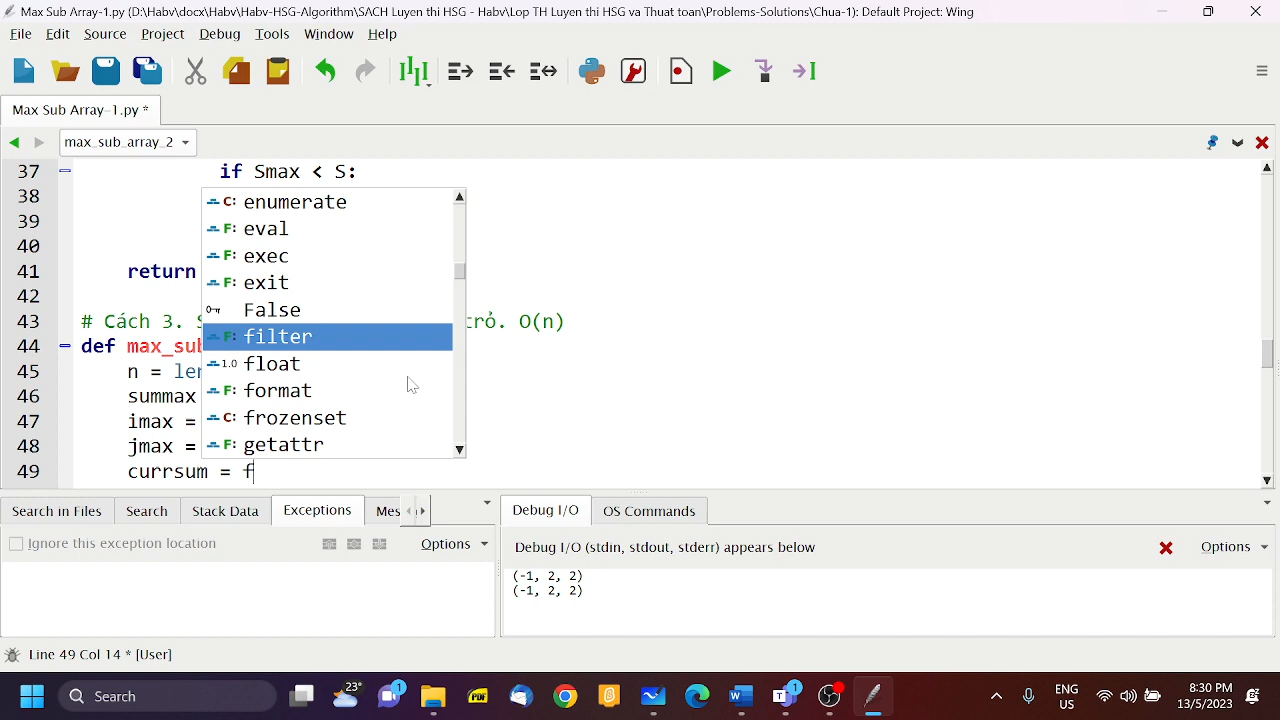 Max Sub Array-1.py (D:\Habv\docx\Habv\Habv-HSG-Algorithm\SACH Luyen thi HSG - Habv\Lop TH Luyen thi HSG va Thuat toan\Problems-Solutions\Chua-1): Default Project: Wing
File Edit Source Project Debug Tools Window Help
Max Sub Array-1.py *
max_sub_array_2
37 if Smax < S:
38
39
40
41 return
42
43 # Cách 3. trỏ. O(n)
44 def max_sub
45 n = len
46 summax
47 imax =
48 jmax =
49 currsum = f
C: enumerate
F: eval
F: exec
F: exit
False
F: filter
1.0 float
F: format
C: frozenset
F: getattr
Search in Files Search Stack Data Exceptions Mes
Ignore this exception location Options
Debug I/O OS Commands
Debug I/O (stdin, stdout, stderr) appears below Options
(-1, 2, 2)
(-1, 2, 2)
Line 49 Col 14 * [User]
Search
23°
1
PDF
1
ENG
US
8:30 PM
13/5/2023